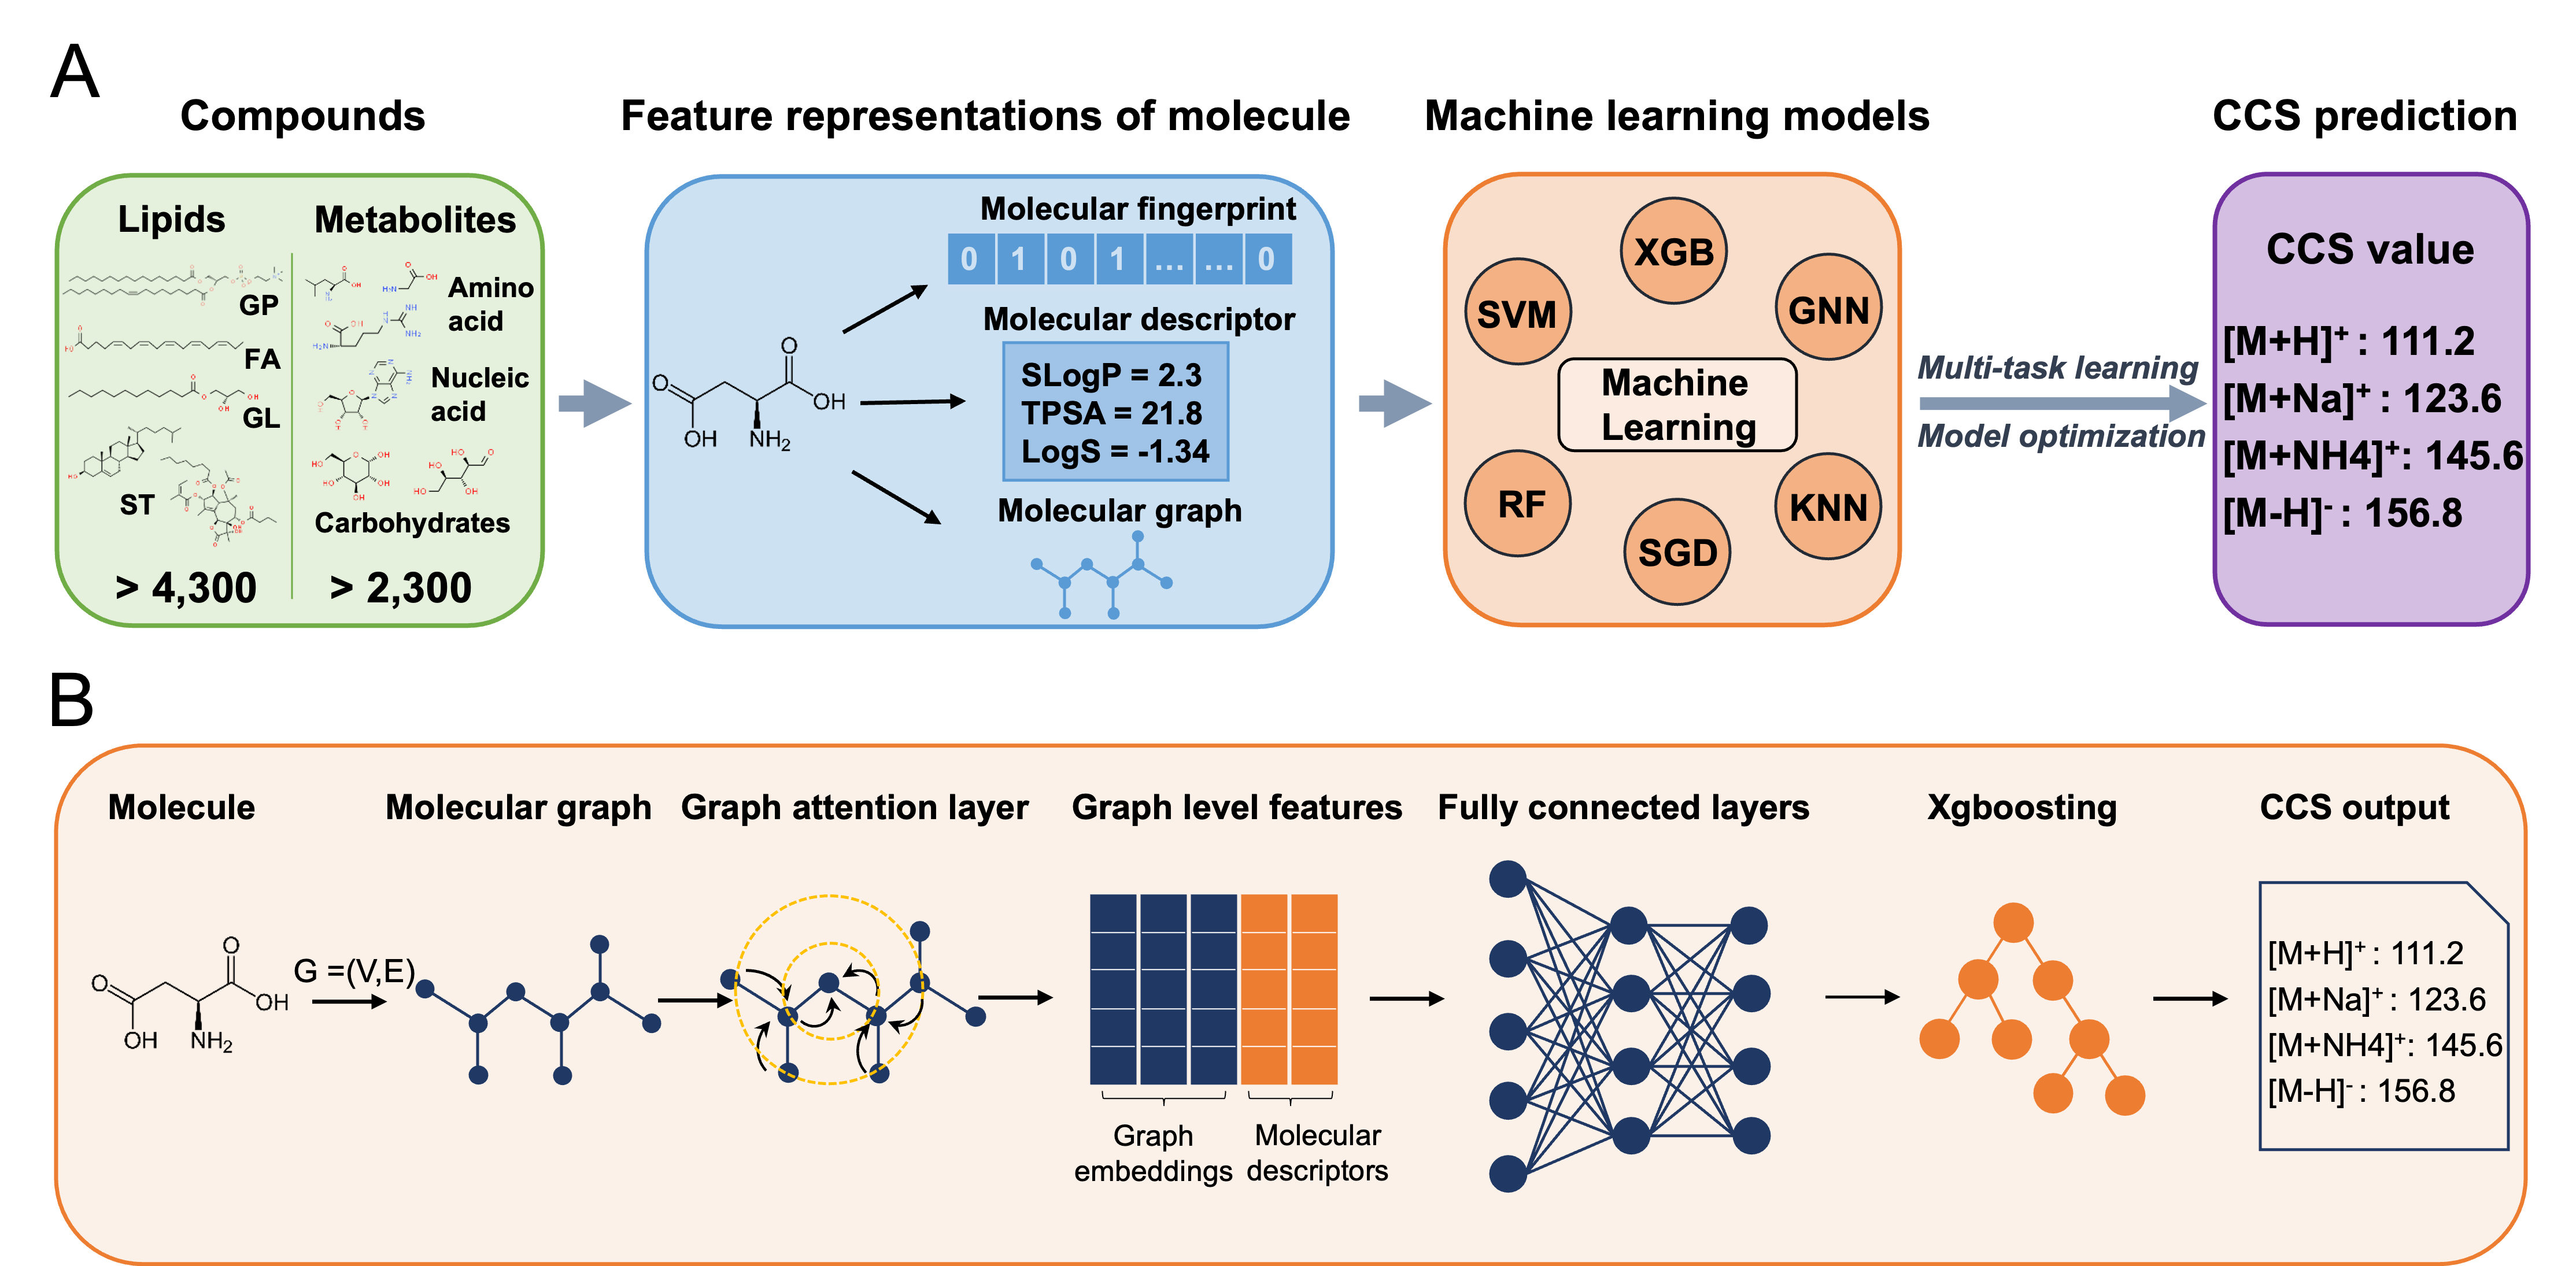 A
Compounds
Feature representations of molecule
Machine learning models
CCS prediction
Lipids
Metabolites
GP
FA
GL
ST
Amino
acid
Nucleic
acid
Carbohydrates
> 4,300
> 2,300
O
OH
O
OH
NH₂
Molecular fingerprint
0 1 0 1 ... ... 0
Molecular descriptor
SLogP = 2.3
TPSA = 21.8
LogS = -1.34
Molecular graph
XGB
SVM
GNN
Machine
Learning
RF
KNN
SGD
Multi-task learning
Model optimization
CCS value
[M+H]⁺ : 111.2
[M+Na]⁺ : 123.6
[M+NH4]⁺: 145.6
[M-H]⁻ : 156.8
B
Molecule
Molecular graph
Graph attention layer
Graph level features
Fully connected layers
Xgboosting
CCS output
O
OH
O
OH
NH₂
G =(V,E)
Graph
embeddings
Molecular
descriptors
[M+H]⁺ : 111.2
[M+Na]⁺ : 123.6
[M+NH4]⁺: 145.6
[M-H]⁻ : 156.8